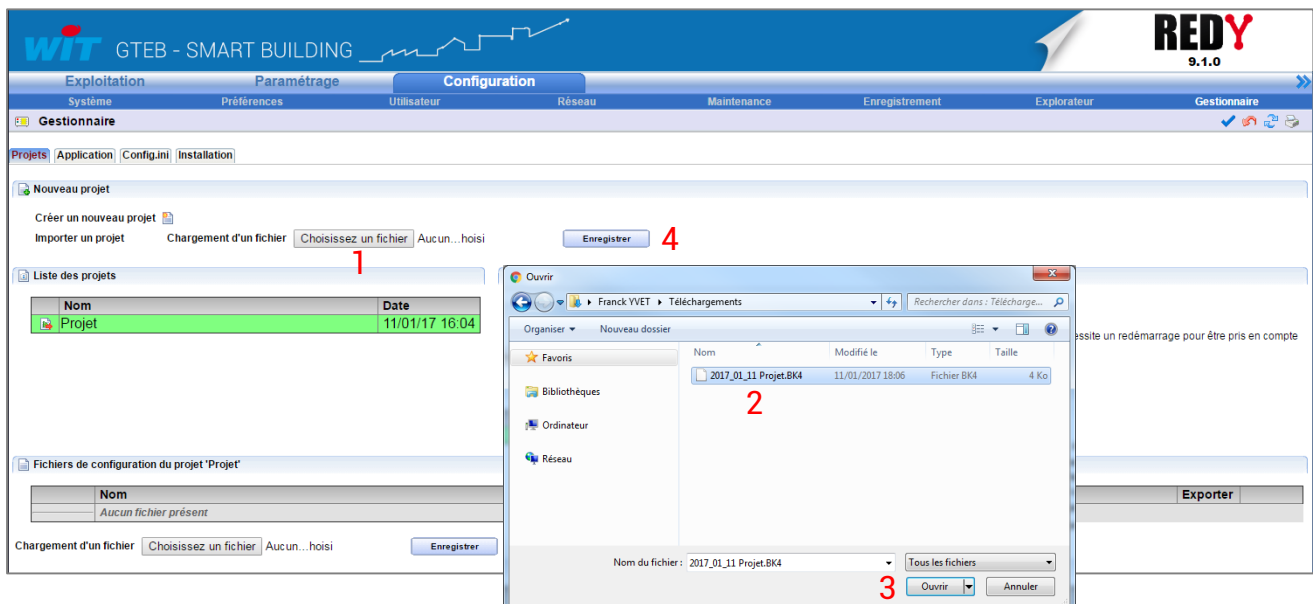 WIT GTEB - SMART BUILDING
REDY
9.1.0
Exploitation Paramétrage Configuration
Système Préférences Utilisateur Réseau Maintenance Enregistrement Explorateur Gestionnaire
Gestionnaire
Projets Application Config.ini Installation
Nouveau projet
Créer un nouveau projet
Importer un projet Chargement d'un fichier Choisissez un fichier Aucun...hoisi Enregistrer 4
1
Liste des projets
Nom Date
Projet 11/01/17 16:04
Ouvrir
Franck YVET Téléchargements Rechercher dans : Télécharge...
Organiser Nouveau dossier
essite un redémarrage pour être pris en compte
Favoris
Bibliothèques
Ordinateur
Réseau
Nom Modifié le Type Taille
2017_01_11 Projet.BK4 11/01/2017 18:06 Fichier BK4 4 Ko
2
Fichiers de configuration du projet 'Projet'
Nom Exporter
Aucun fichier présent
Chargement d'un fichier Choisissez un fichier Aucun...hoisi Enregistrer
Nom du fichier : 2017_01_11 Projet.BK4 Tous les fichiers
3 Ouvrir Annuler